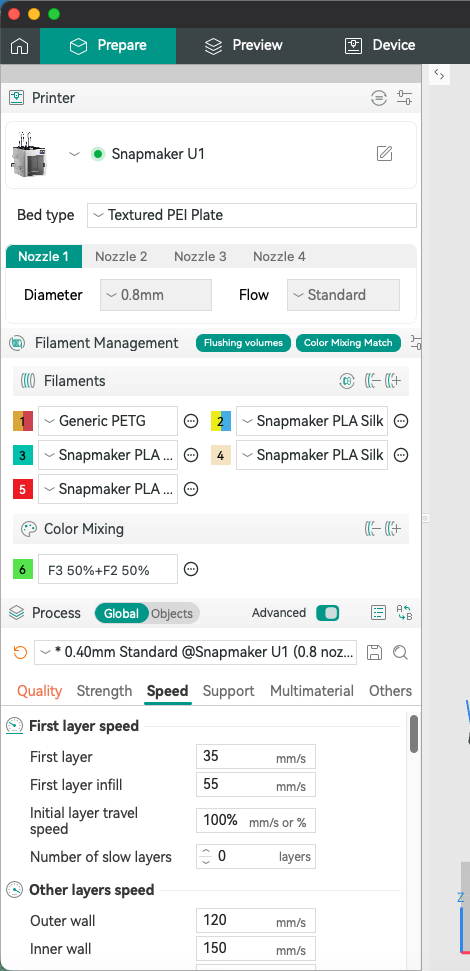 Prepare
Preview
Device
Printer
Snapmaker U1
Bed type
Textured PEI Plate
Nozzle 1
Nozzle 2
Nozzle 3
Nozzle 4
Diameter
0.8mm
Flow
Standard
Filament Management
Flushing volumes
Color Mixing Match
Filaments
1
Generic PETG
2
Snapmaker PLA Silk
3
Snapmaker PLA ...
4
Snapmaker PLA Silk
5
Snapmaker PLA ...
Color Mixing
6
F3 50%+F2 50%
Process
Global
Objects
Advanced
* 0.40mm Standard @Snapmaker U1 (0.8 noz...
Quality
Strength
Speed
Support
Multimaterial
Others
First layer speed
First layer
35 mm/s
First layer infill
55 mm/s
Initial layer travel
speed
100% mm/s or %
Number of slow layers
0 layers
Other layers speed
Outer wall
120 mm/s
Inner wall
150 mm/s
Z